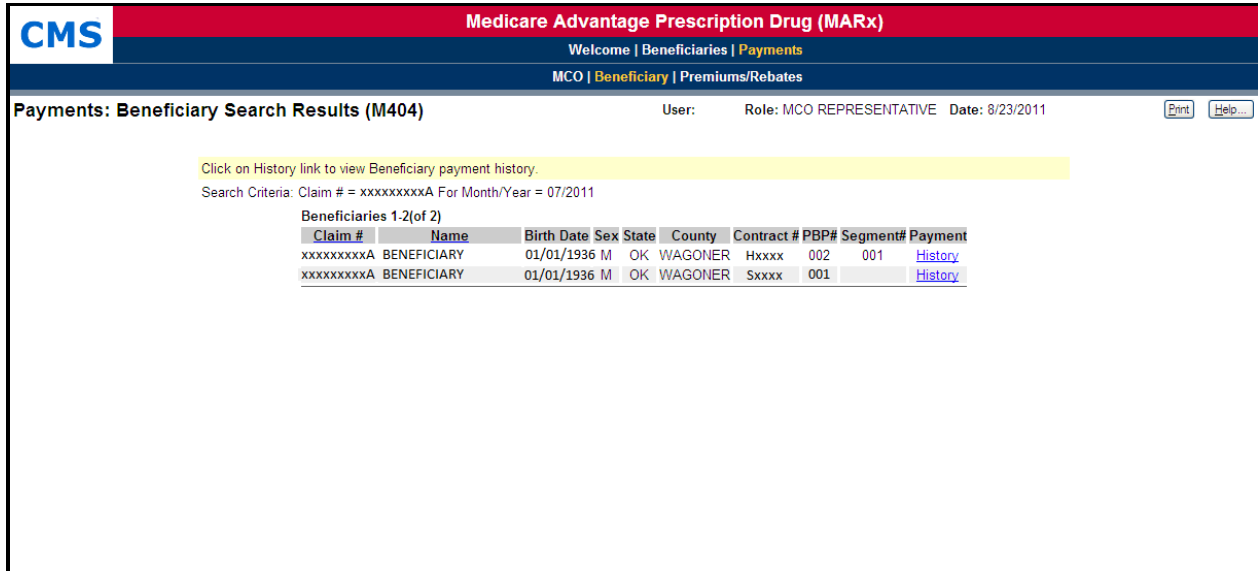 CMS
Medicare Advantage Prescription Drug (MARx)
Welcome | Beneficiaries | Payments
MCO | Beneficiary | Premiums/Rebates
Payments: Beneficiary Search Results (M404) User: Role: MCO REPRESENTATIVE Date: 8/23/2011 Print Help...
Click on History link to view Beneficiary payment history.
Search Criteria: Claim # = xxxxxxxxxA For Month/Year = 07/2011
Beneficiaries 1-2(of 2)
Claim # Name Birth Date Sex State County Contract # PBP# Segment# Payment
xxxxxxxxxA BENEFICIARY 01/01/1936 M OK WAGONER Hxxxx 002 001 History
xxxxxxxxxA BENEFICIARY 01/01/1936 M OK WAGONER Sxxxx 001 History